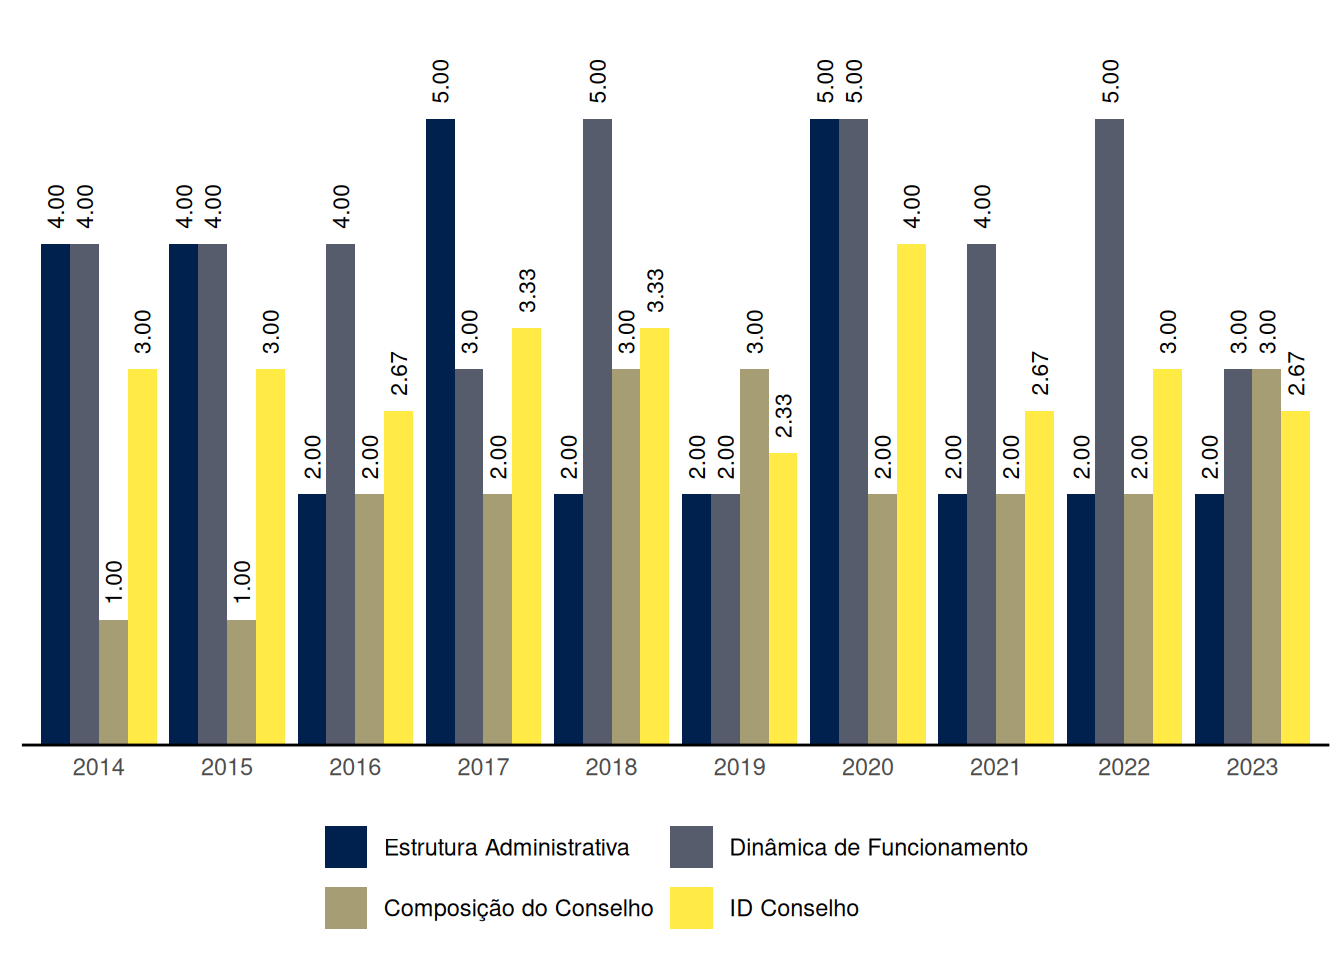 5.00 5.00 5.00 5.00 5.00
4.00 4.00 4.00 4.00 4.00 4.00 4.00
3.00 3.00 2.67 3.00 3.33 3.00 3.33 3.00 2.33 2.67 3.00 3.00 3.00 2.67
2.00 2.00 2.00 2.00 2.00 2.00 2.00 2.00 2.00 2.00 2.00 2.00
1.00 1.00
2014 2015 2016 2017 2018 2019 2020 2021 2022 2023
Estrutura Administrativa Dinâmica de Funcionamento
Composição do Conselho ID Conselho